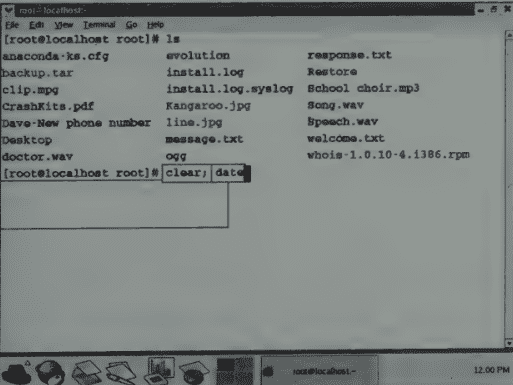 root@localhost:~
File Edit View Terminal Go Help
[root@localhost root]# ls
anaconda-ks.cfg evolution response.txt
backup.tar install.log Restore
clip.mpg install.log.syslog School choir.mp3
CrashKits.pdf Kangaroo.jpg Song.wav
Dave-New phone number line.jpg Speech.wav
Desktop message.txt welcome.txt
doctor.wav ogg whois-1.0.10-4.i386.rpm
[root@localhost root]# clear; date
root@localhost:~ 12:00 PM